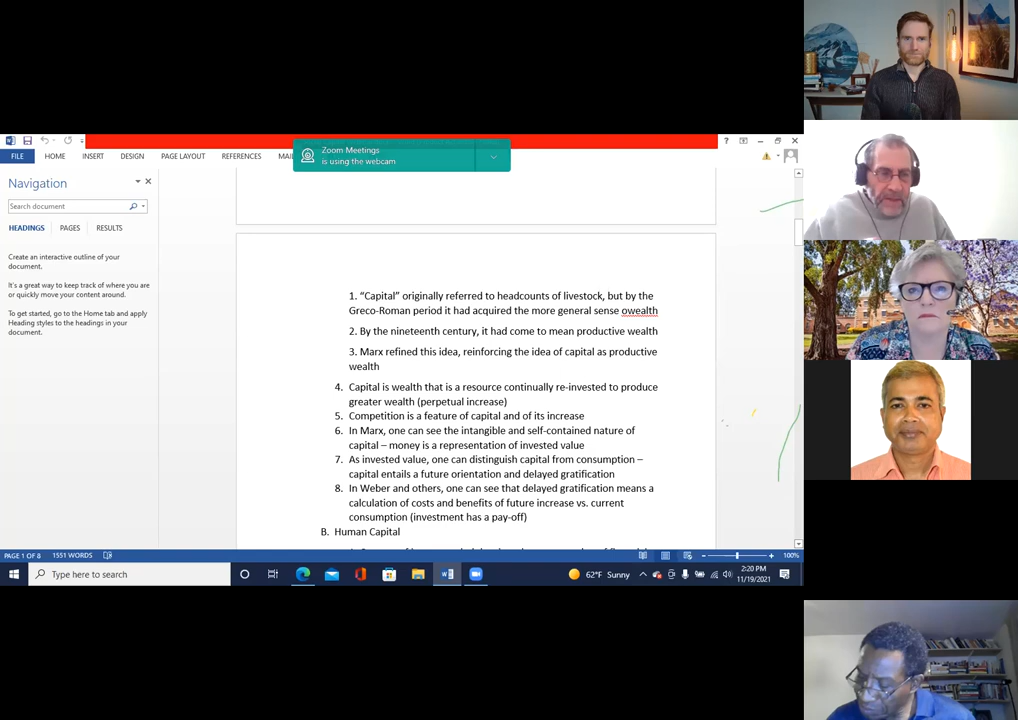 Zoom Meetings
is using the webcam
FILE HOME INSERT DESIGN PAGE LAYOUT REFERENCES MAI
Navigation
Search document
HEADINGS PAGES RESULTS
Create an interactive outline of your
document.
It's a great way to keep track of where you are
or quickly move your content around.
To get started, go to the Home tab and apply
Heading styles to the headings in your
document.
1. “Capital” originally referred to headcounts of livestock, but by the
Greco-Roman period it had acquired the more general sense owealth
2. By the nineteenth century, it had come to mean productive wealth
3. Marx refined this idea, reinforcing the idea of capital as productive
wealth
4. Capital is wealth that is a resource continually re-invested to produce
greater wealth (perpetual increase)
5. Competition is a feature of capital and of its increase
6. In Marx, one can see the intangible and self-contained nature of
capital – money is a representation of invested value
7. As invested value, one can distinguish capital from consumption –
capital entails a future orientation and delayed gratification
8. In Weber and others, one can see that delayed gratification means a
calculation of costs and benefits of future increase vs. current
consumption (investment has a pay-off)
B. Human Capital
PAGE 1 OF 8 1551 WORDS 100%
Type here to search
62°F Sunny
2:20 PM
11/19/2021